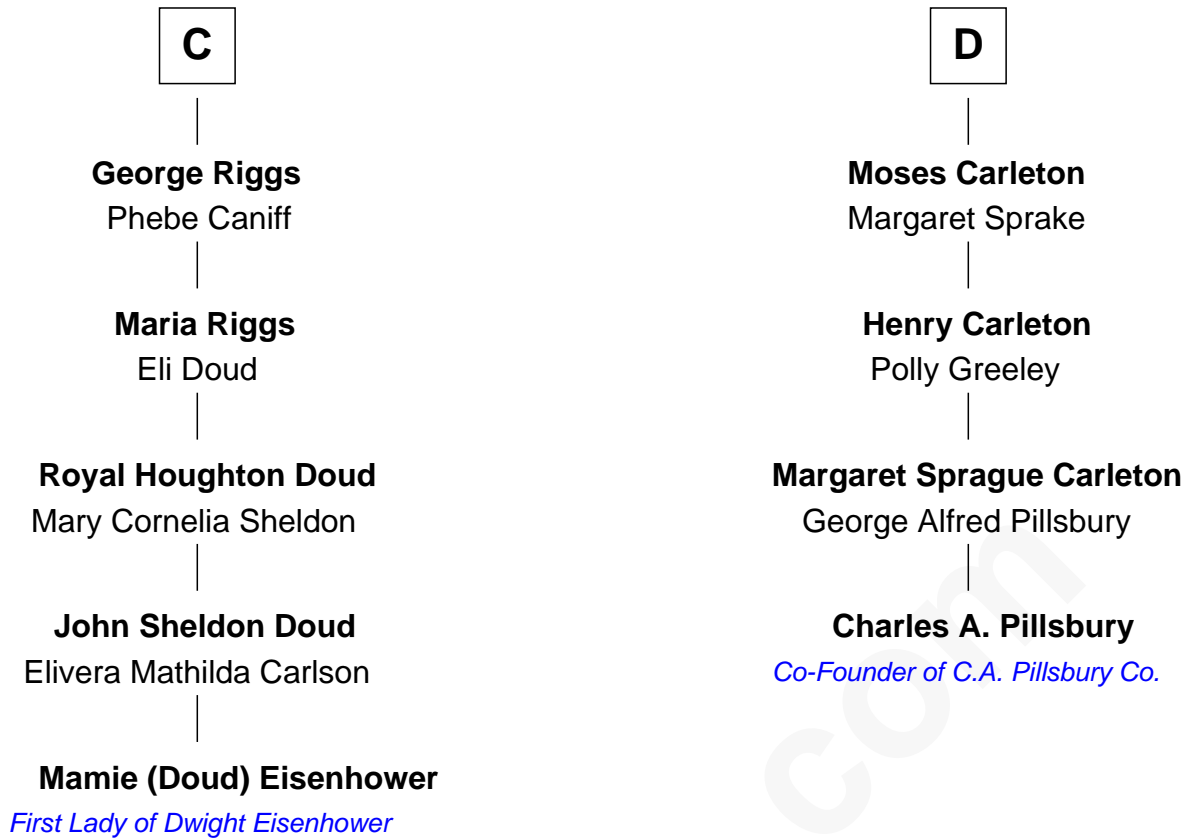 C
George Riggs
Phebe Caniff
Maria Riggs
Eli Doud
Royal Houghton Doud
Mary Cornelia Sheldon
John Sheldon Doud
Elivera Mathilda Carlson
Mamie (Doud) Eisenhower
First Lady of Dwight Eisenhower
D
Moses Carleton
Margaret Sprake
Henry Carleton
Polly Greeley
Margaret Sprague Carleton
George Alfred Pillsbury
Charles A. Pillsbury
Co-Founder of C.A. Pillsbury Co.
com